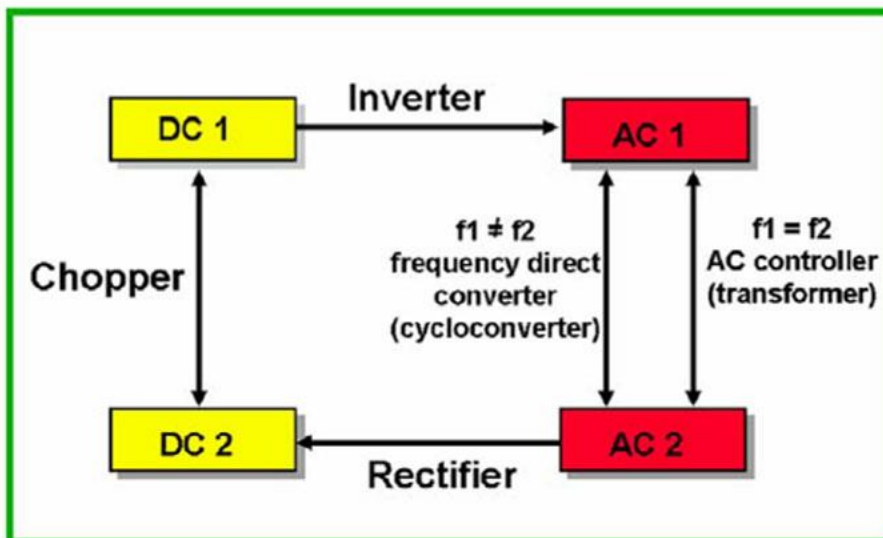 Inverter
DC 1
AC 1
Chopper
f1 ≠ f2
frequency direct
converter
(cycloconverter)
f1 = f2
AC controller
(transformer)
DC 2
AC 2
Rectifier